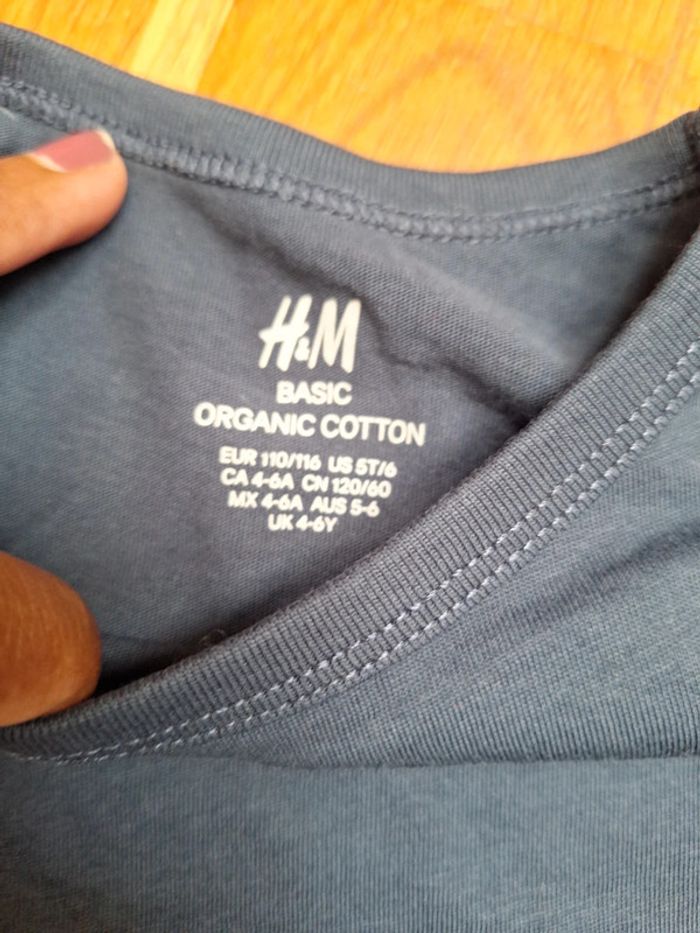 H&M
BASIC
ORGANIC COTTON
EUR 110/116 US 5T/6
CA 4-6A CN 120/60
MX 4-6A AUS 5-6
UK 4-6Y